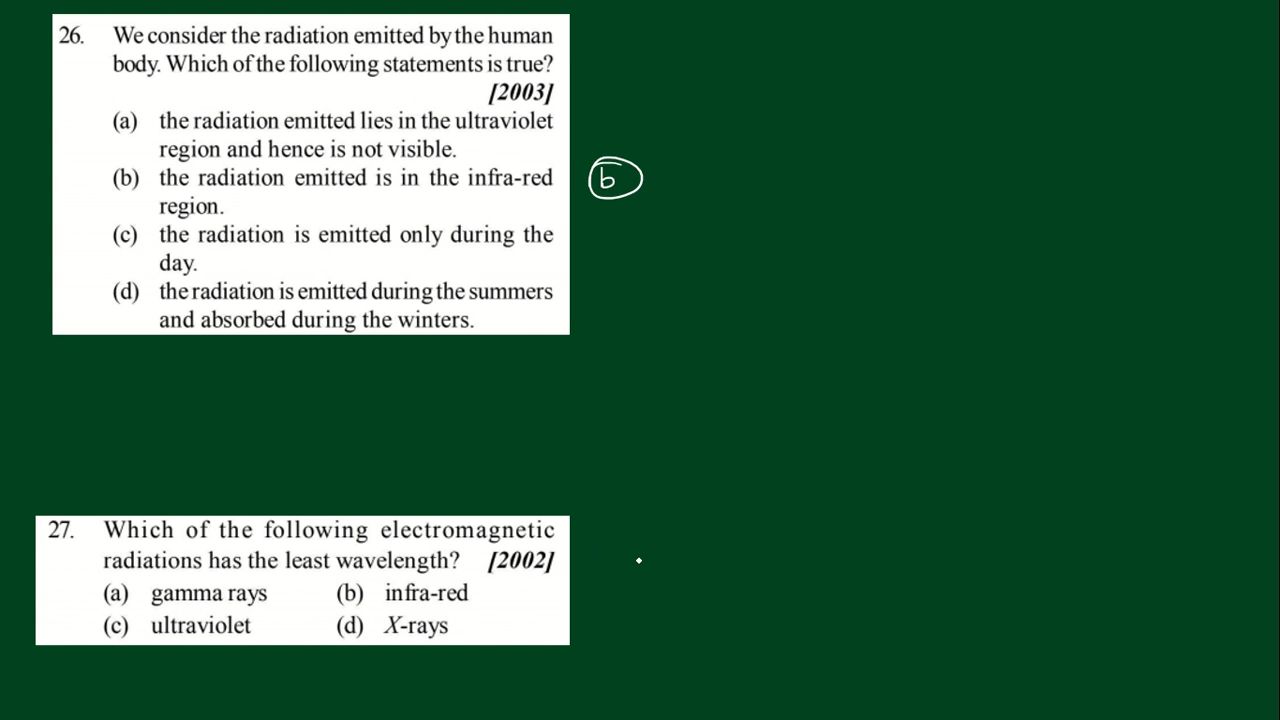 26. We consider the radiation emitted by the human
body. Which of the following statements is true?
[2003]
(a) the radiation emitted lies in the ultraviolet
region and hence is not visible.
(b) the radiation emitted is in the infra-red
region.
(c) the radiation is emitted only during the
day.
(d) the radiation is emitted during the summers
and absorbed during the winters.
b
27. Which of the following electromagnetic
radiations has the least wavelength? [2002]
(a) gamma rays (b) infra-red
(c) ultraviolet (d) X-rays